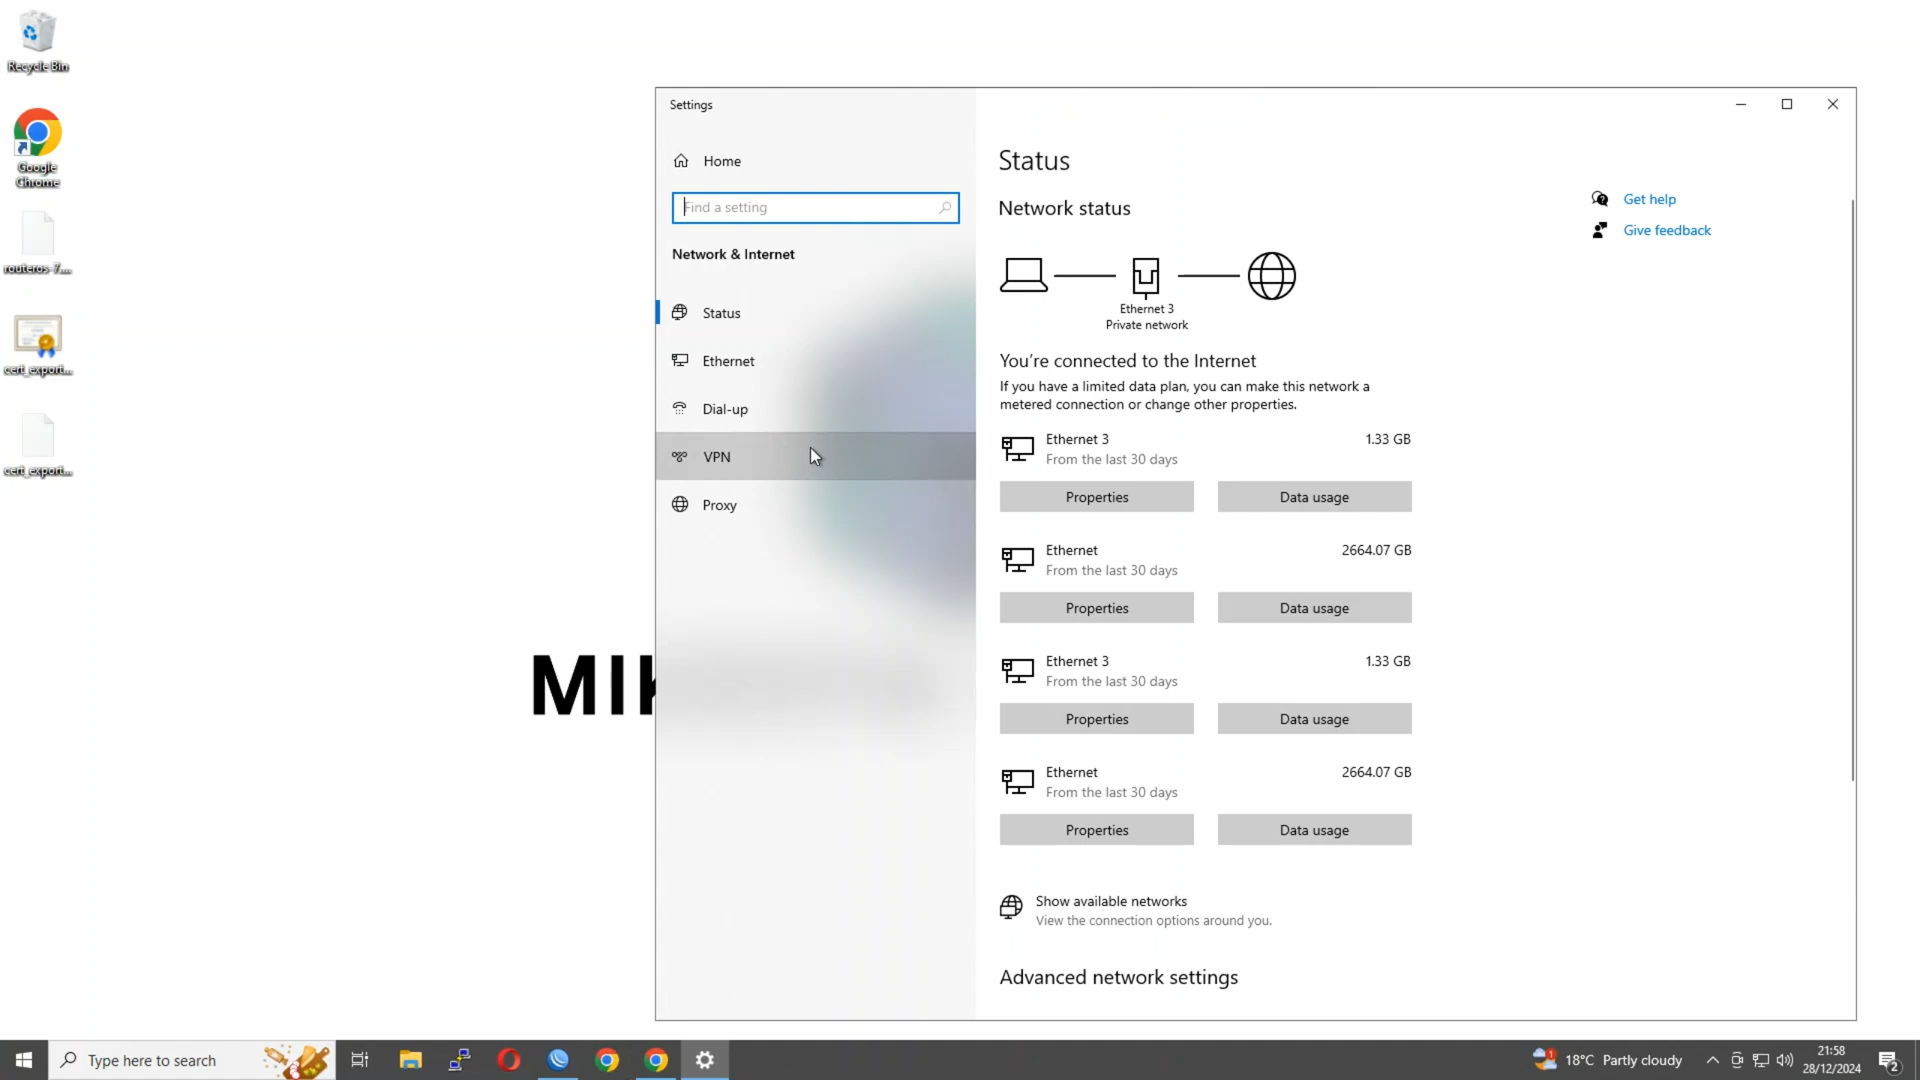 Recycle Bin
Google
Chrome
routeros-7....
cert_export...
cert_export...
MIK
Settings
Home
Find a setting
Network & Internet
Status
Ethernet
Dial-up
VPN
Proxy
Status
Network status
Ethernet 3
Private network
You're connected to the Internet
If you have a limited data plan, you can make this network a
metered connection or change other properties.
Ethernet 3 1.33 GB
From the last 30 days
Properties Data usage
Ethernet 2664.07 GB
From the last 30 days
Properties Data usage
Ethernet 3 1.33 GB
From the last 30 days
Properties Data usage
Ethernet 2664.07 GB
From the last 30 days
Properties Data usage
Show available networks
View the connection options around you.
Advanced network settings
Get help
Give feedback
Type here to search
18°C Partly cloudy
21:58
28/12/2024
2